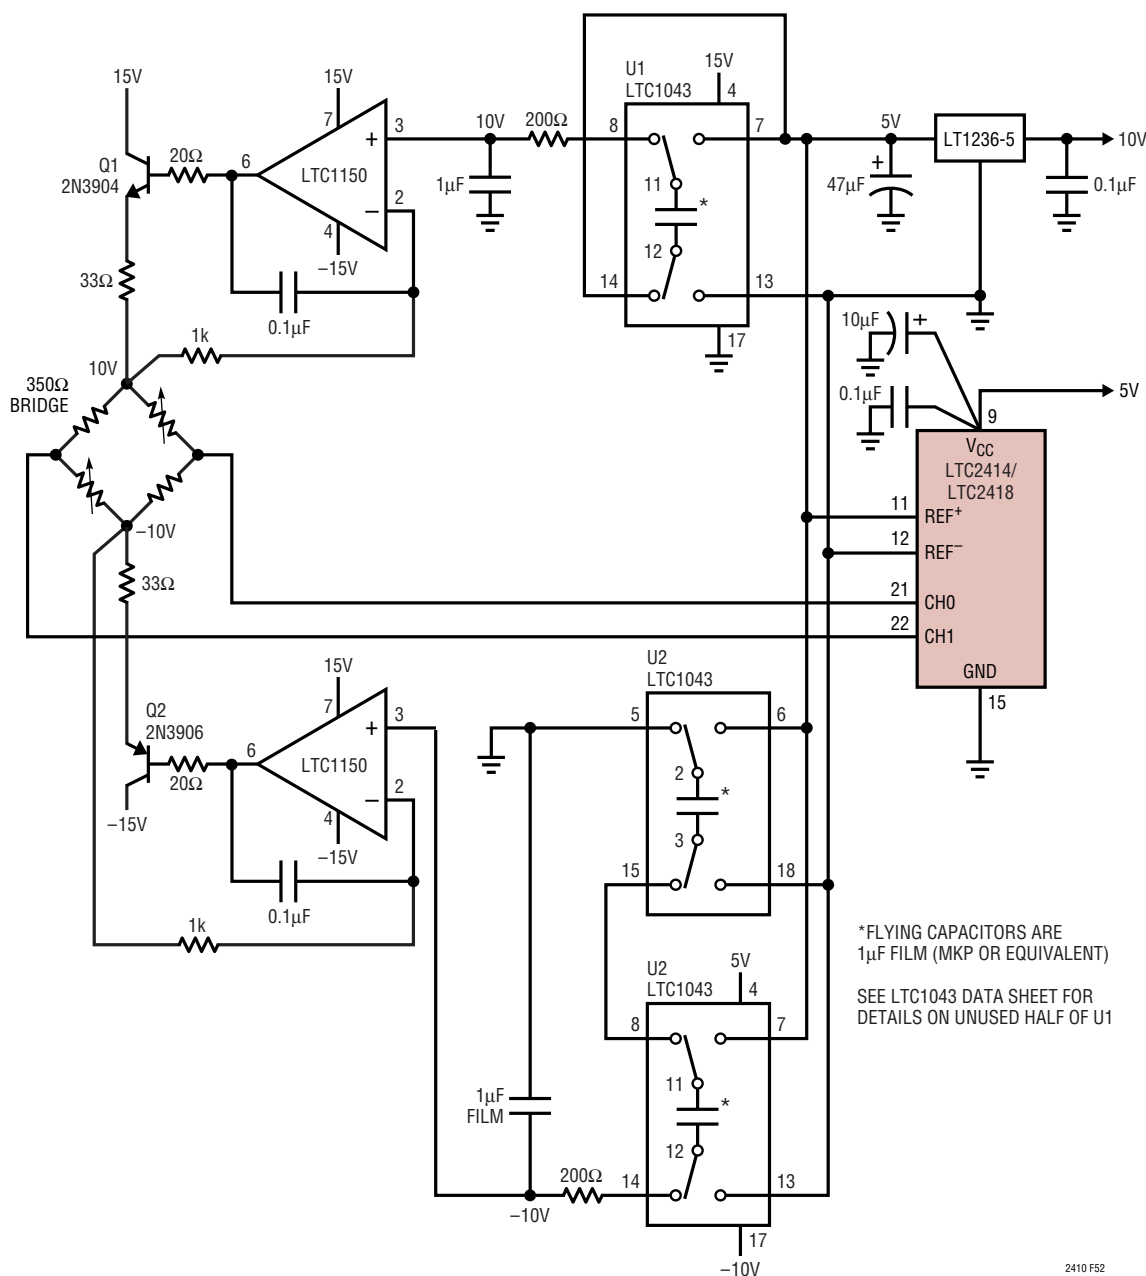 15V
Q1
2N3904
20Ω
6
15V
7
LTC1150
+
3
−
2
4
−15V
0.1µF
33Ω
1k
10V
350Ω
BRIDGE
−10V
33Ω
10V
1µF
200Ω
U1
LTC1043
15V
4
8
7
11
*
12
14
13
17
5V
+
47µF
LT1236-5
10V
0.1µF
10µF
+
0.1µF
5V
9
VCC
LTC2414/
LTC2418
11
REF+
12
REF−
21
CH0
22
CH1
GND
15
Q2
2N3906
20Ω
−15V
6
15V
7
LTC1150
+
3
−
2
4
−15V
0.1µF
1k
U2
LTC1043
5
6
2
*
3
15
18
U2
LTC1043
5V
4
8
7
11
*
12
14
13
17
−10V
1µF
FILM
200Ω
−10V
*FLYING CAPACITORS ARE
1µF FILM (MKP OR EQUIVALENT)
SEE LTC1043 DATA SHEET FOR
DETAILS ON UNUSED HALF OF U1
2410 F52